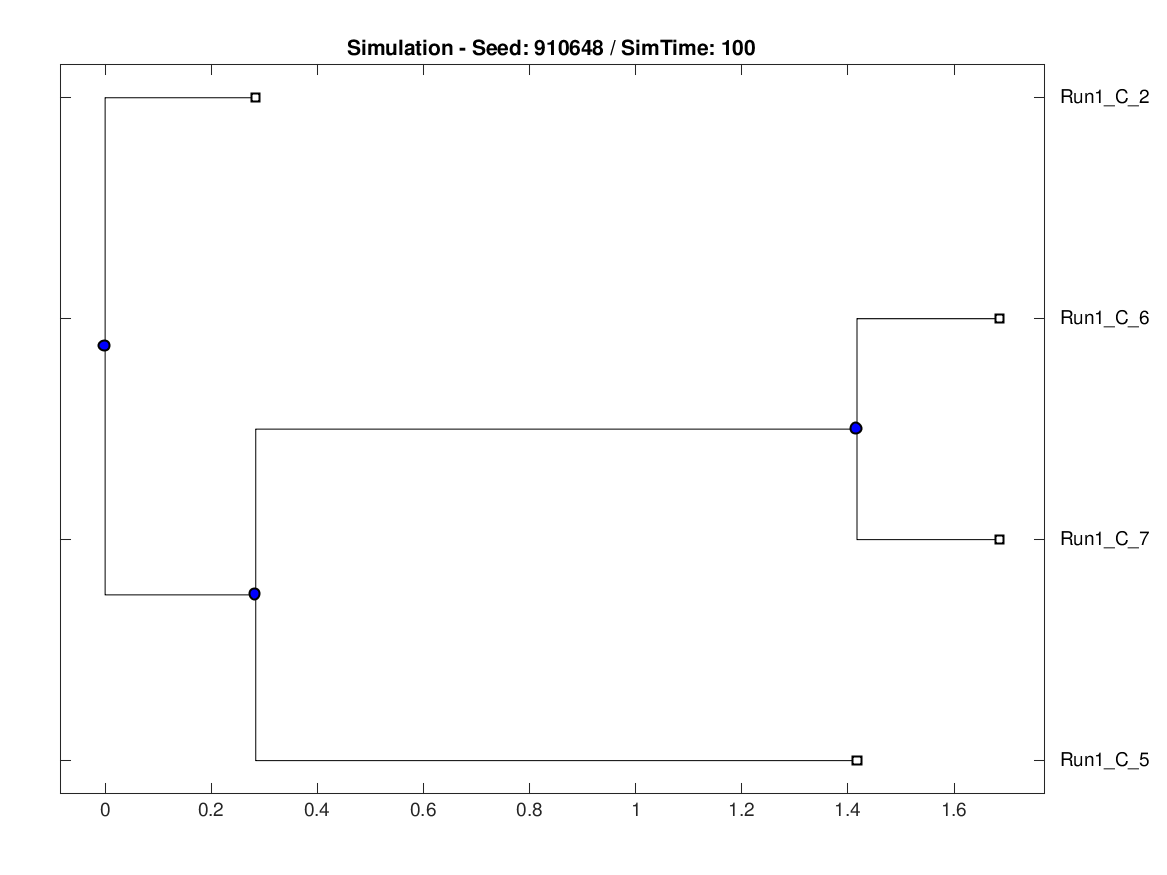 Simulation - Seed: 910648 / SimTime: 100
Run1_C_2
Run1_C_6
Run1_C_7
Run1_C_5
0 0.2 0.4 0.6 0.8 1 1.2 1.4 1.6